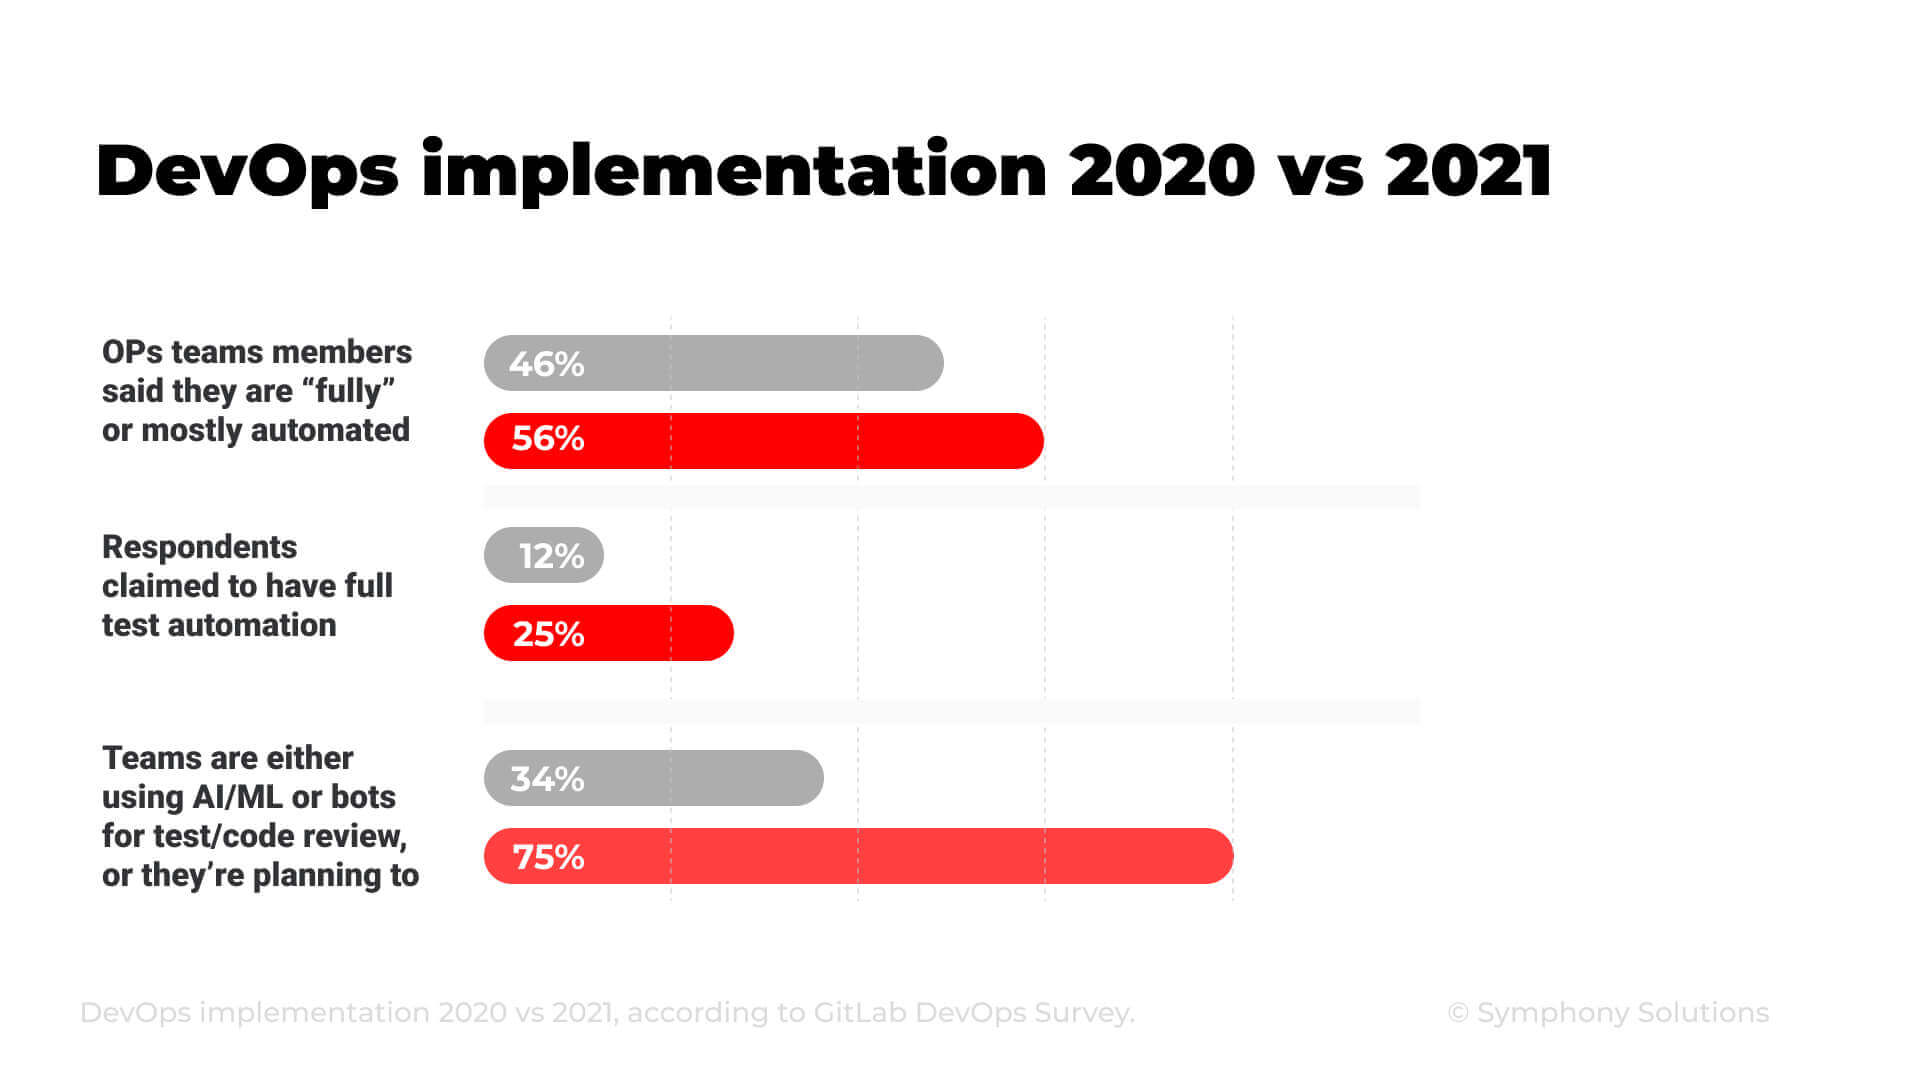 DevOps implementation 2020 vs 2021
OPs teams members
said they are “fully”
or mostly automated
46%
56%
Respondents
claimed to have full
test automation
12%
25%
Teams are either
using AI/ML or bots
for test/code review,
or they’re planning to
34%
75%
DevOps implementation 2020 vs 2021, according to GitLab DevOps Survey.
© Symphony Solutions